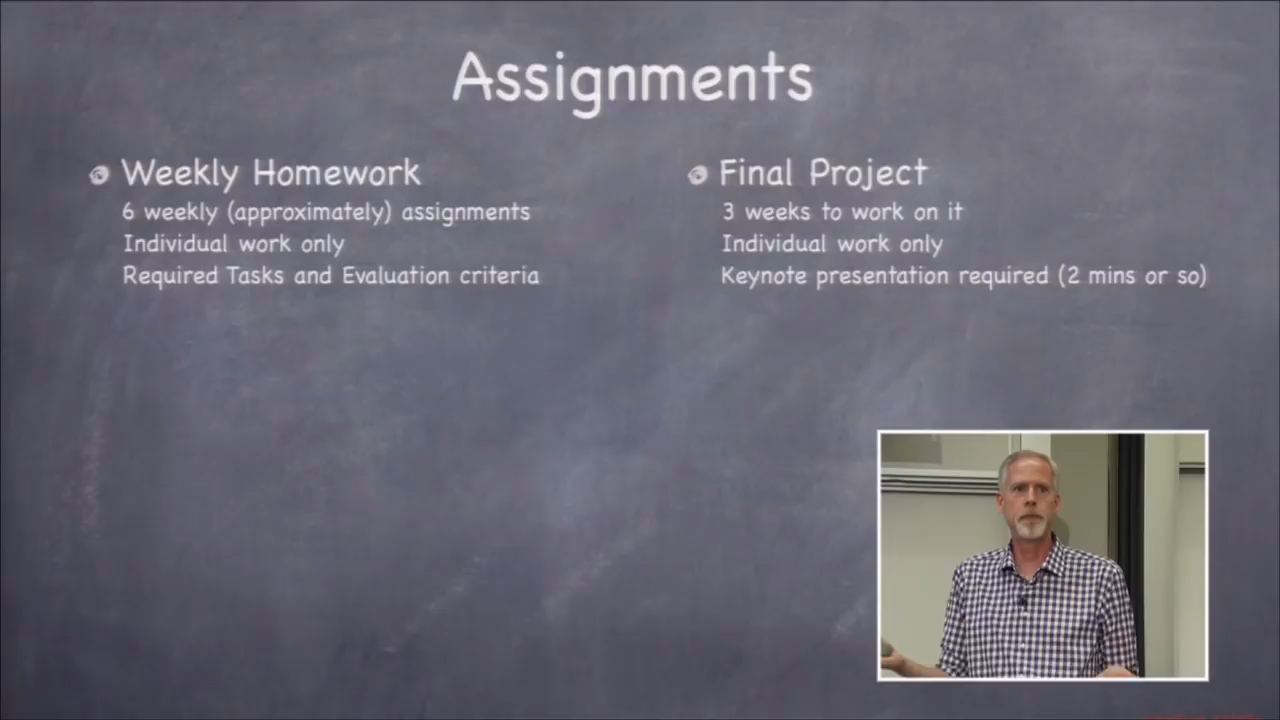 Assignments
Weekly Homework
6 weekly (approximately) assignments
Individual work only
Required Tasks and Evaluation criteria
Final Project
3 weeks to work on it
Individual work only
Keynote presentation required (2 mins or so)